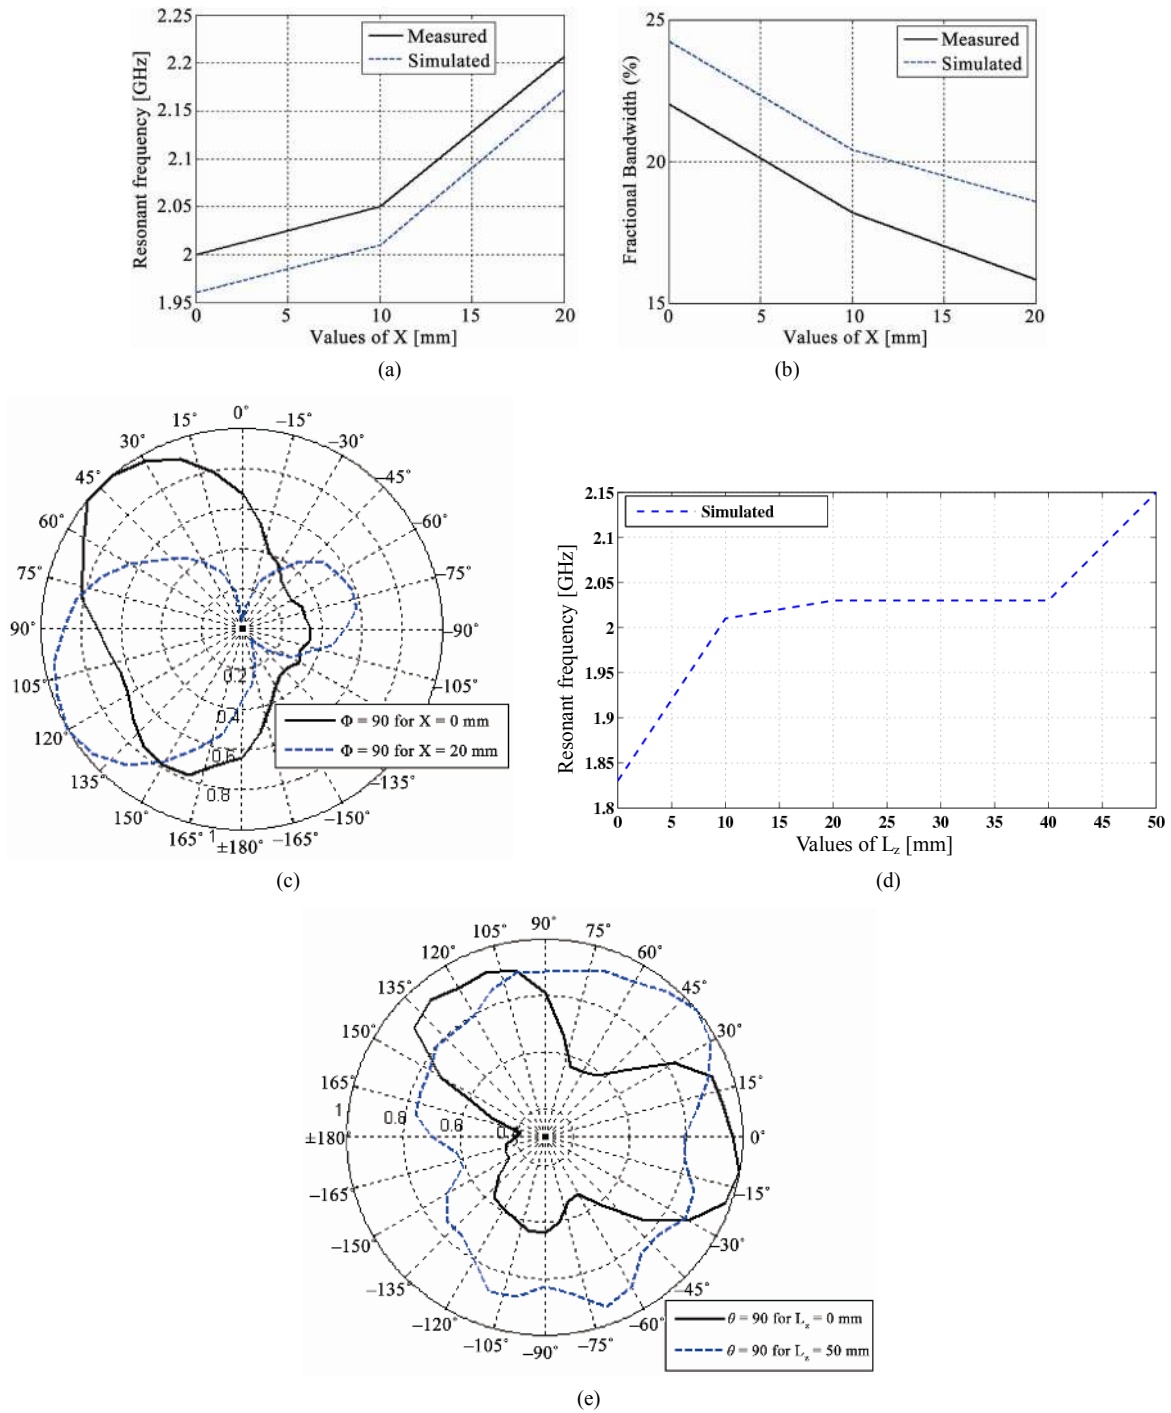 2.25
2.2
2.15
2.1
2.05
2
1.95
0 5 10 15 20
Resonant frequency [GHz]
Values of X [mm]
Measured
Simulated
(a)
25
20
15
0 5 10 15 20
Fractional Bandwidth (%)
Values of X [mm]
Measured
Simulated
(b)
0°
15° −15°
30° −30°
45°
60° −60°
75° −75°
90° −90°
105° −105°
120
135° −135°
150° −150°
165° ±180° −165°
0.2
0.4
0.6
0.8
1
Φ = 90 for X = 0 mm
Φ = 90 for X = 20 mm
(c)
2.15
2.1
2.05
2
1.95
1.9
1.85
1.8
0 5 10 15 20 25 30 35 40 45 50
Resonant frequency [GHz]
Values of L_z [mm]
Simulated
(d)
90°
105° 75°
120° 60°
135° 45°
150° 30°
165° 15°
±180 0°
−165° −15°
−150° −30°
−135° −45°
−120° −60°
−105° −90° −75°
1
0.8
0.6
θ = 90 for L_z = 0 mm
θ = 90 for L_z = 50 mm
(e)